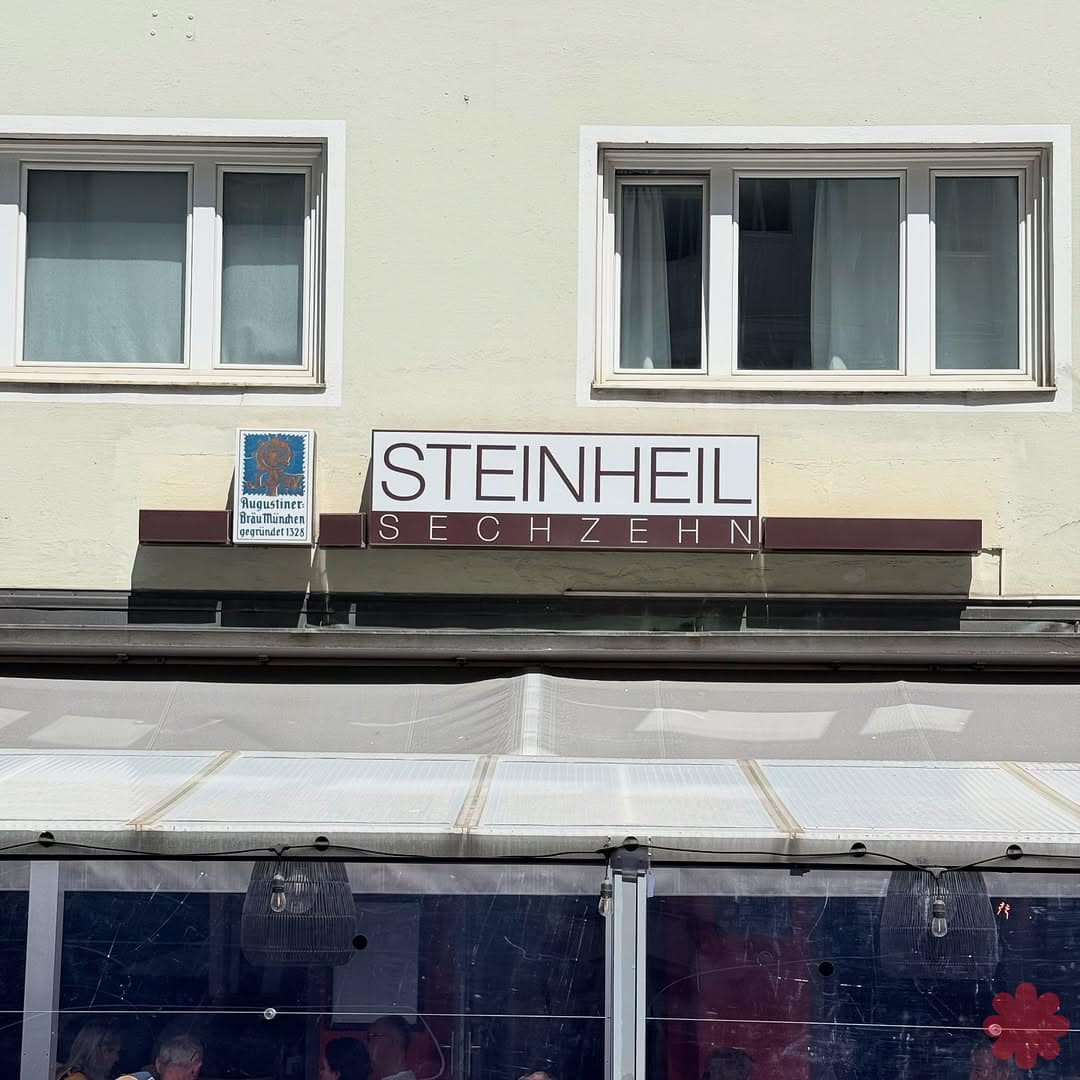 J. W.
Augustiner-
Bräu München
gegründet 1328
STEINHEIL
SECHZEHN